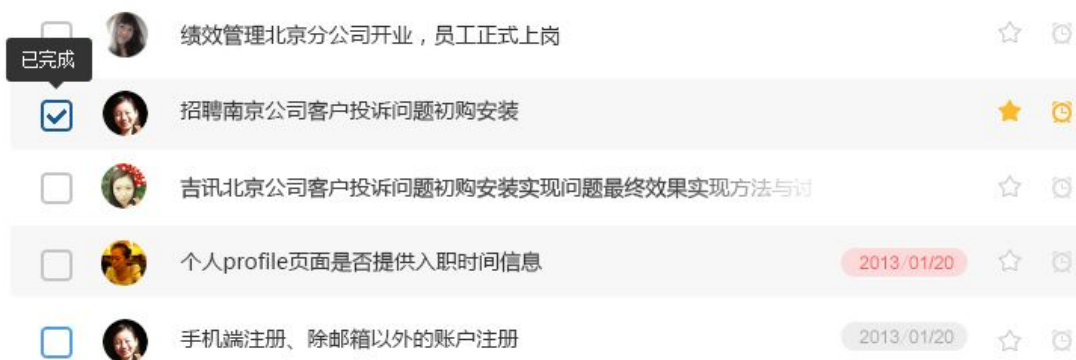 绩效管理北京分公司开业，员工正式上岗
已完成
招聘南京公司客户投诉问题初购安装
吉讯北京公司客户投诉问题初购安装实现问题最终效果实现方法与讨
个人profile页面是否提供入职时间信息 2013/01/20
手机端注册、除邮箱以外的账户注册 2013/01/20